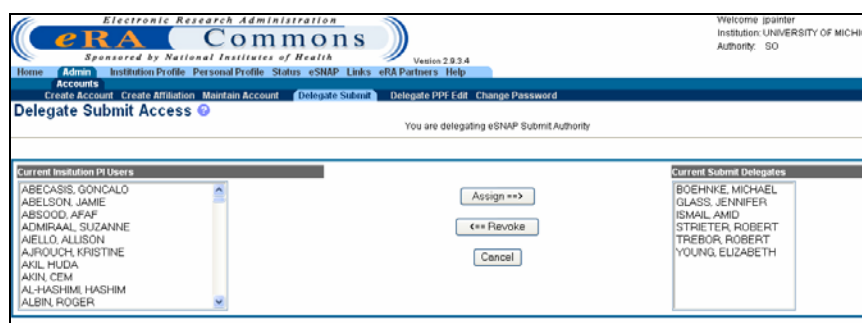 Electronic Research Administration
eRA Commons
Sponsored by National Institutes of Health
Version 2.9.3.4
Welcome jpainter
Institution: UNIVERSITY OF MICHI
Authority: SO
Home Admin Institution Profile Personal Profile Status eSNAP Links eRA Partners Help
Accounts
Create Account Create Affiliation Maintain Account Delegate Submit Delegate PPF Edit Change Password
Delegate Submit Access ?
You are delegating eSNAP Submit Authority
Current Insitution PI Users
ABECASIS, GONCALO
ABELSON, JAMIE
ABSOOD, AFAF
ADMIRAAL, SUZANNE
AIELLO, ALLISON
AJROUCH, KRISTINE
AKIL, HUDA
AKIN, CEM
AL-HASHIMI, HASHIM
ALBIN, ROGER
Assign ==>
<== Revoke
Cancel
Current Submit Delegates
BOEHNKE, MICHAEL
GLASS, JENNIFER
ISMAIL, AMID
STRIETER, ROBERT
TREBOR, ROBERT
YOUNG, ELIZABETH